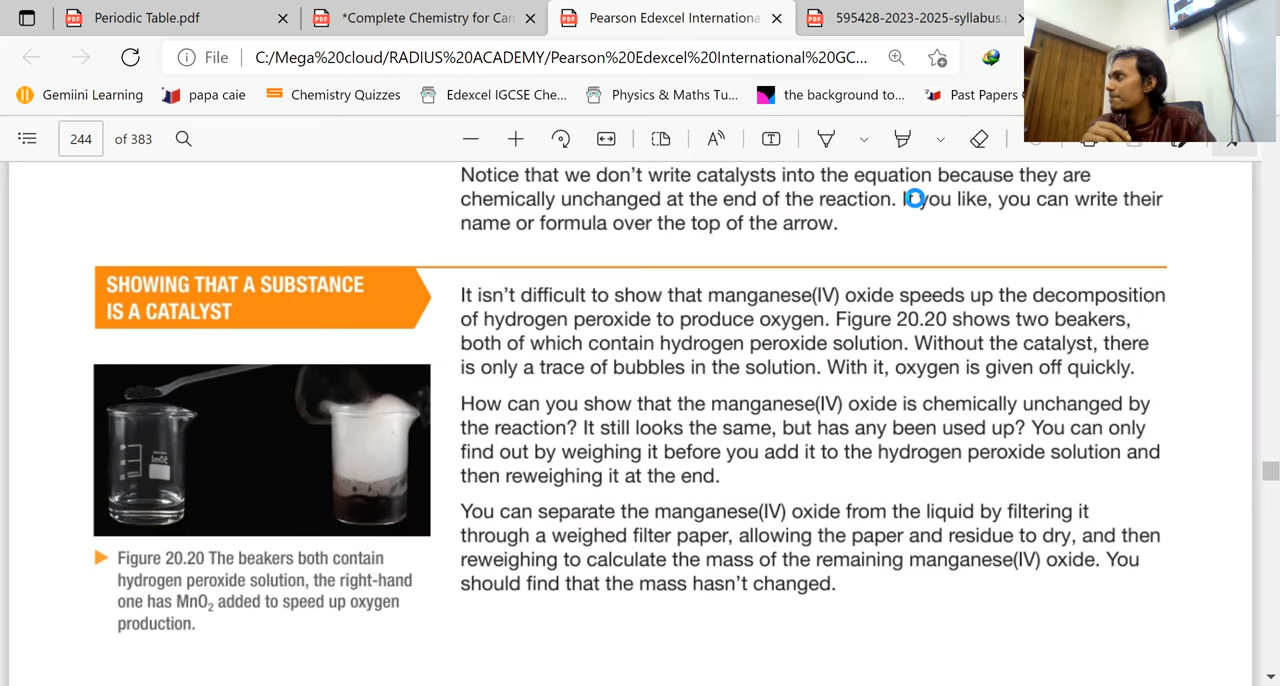 Periodic Table.pdf
*Complete Chemistry for Can
Pearson Edexcel Internationa
595428-2023-2025-syllabus.
File
C:/Mega%20cloud/RADIUS%20ACADEMY/Pearson%20Edexcel%20International%20GC...
Gemiini Learning
papa caie
Chemistry Quizzes
Edexcel IGCSE Che...
Physics & Maths Tu...
the background to...
Past Papers
244
of 383
Notice that we don't write catalysts into the equation because they are
chemically unchanged at the end of the reaction. If you like, you can write their
name or formula over the top of the arrow.
SHOWING THAT A SUBSTANCE
IS A CATALYST
It isn't difficult to show that manganese(IV) oxide speeds up the decomposition
of hydrogen peroxide to produce oxygen. Figure 20.20 shows two beakers,
both of which contain hydrogen peroxide solution. Without the catalyst, there
is only a trace of bubbles in the solution. With it, oxygen is given off quickly.
How can you show that the manganese(IV) oxide is chemically unchanged by
the reaction? It still looks the same, but has any been used up? You can only
find out by weighing it before you add it to the hydrogen peroxide solution and
then reweighing it at the end.
You can separate the manganese(IV) oxide from the liquid by filtering it
through a weighed filter paper, allowing the paper and residue to dry, and then
reweighing to calculate the mass of the remaining manganese(IV) oxide. You
should find that the mass hasn't changed.
Figure 20.20 The beakers both contain
hydrogen peroxide solution, the right-hand
one has MnO₂ added to speed up oxygen
production.